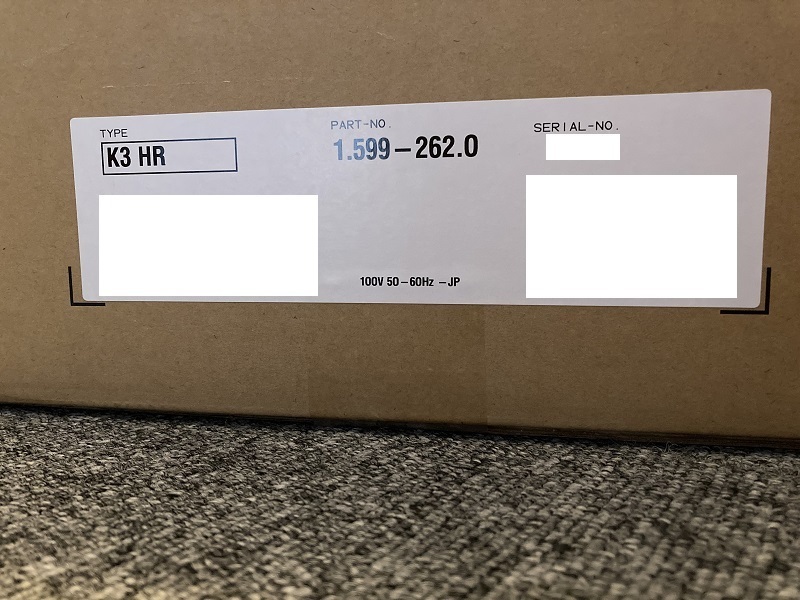 TYPE
K3 HR
PART-NO.
1.599-262.0
SERIAL-NO.
100V 50-60Hz -JP